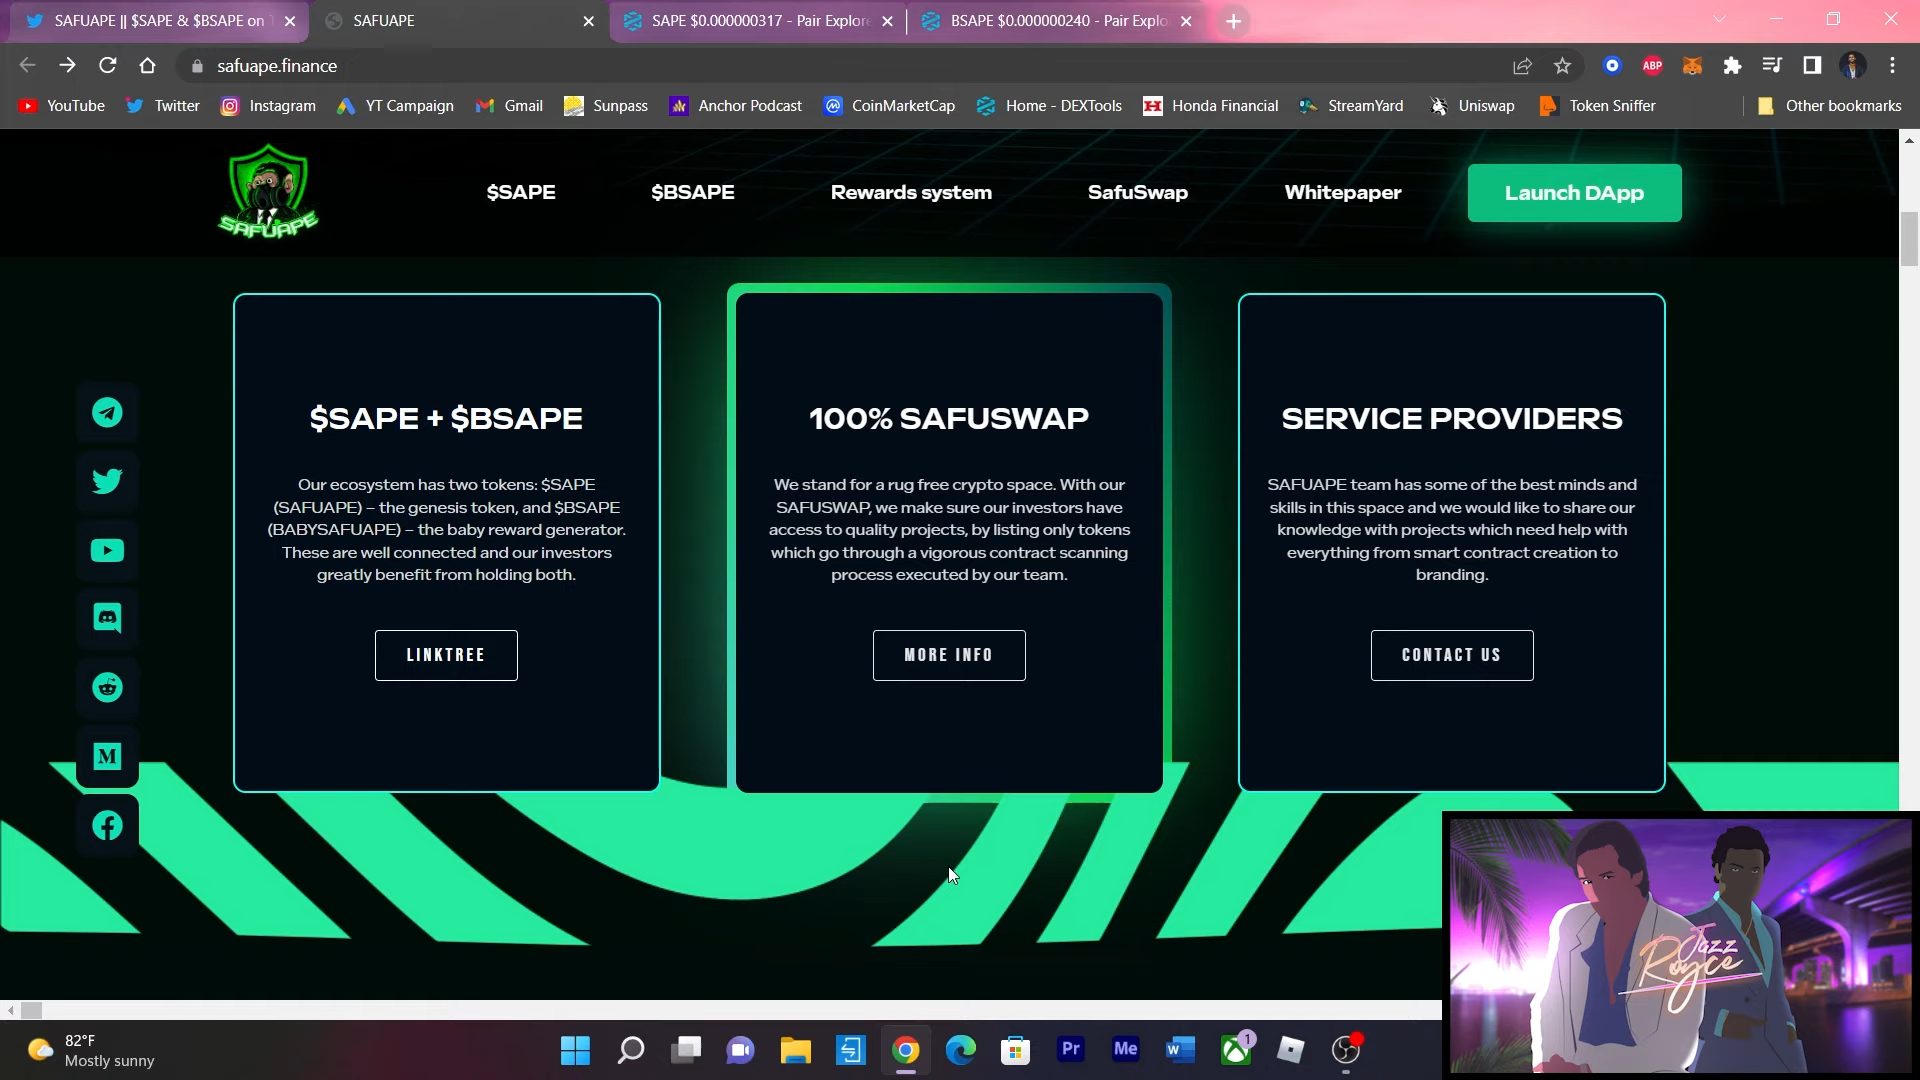 SAFUAPE || $SAPE & $BSAPE on T
SAFUAPE
SAPE $0.000000317 - Pair Explore
BSAPE $0.000000240 - Pair Explo
safuape.finance
ABP
YouTube
Twitter
Instagram
YT Campaign
Gmail
Sunpass
Anchor Podcast
CoinMarketCap
Home - DEXTools
Honda Financial
StreamYard
Uniswap
Token Sniffer
Other bookmarks
SAFUAPE
$SAPE
$BSAPE
Rewards system
SafuSwap
Whitepaper
Launch DApp
$SAPE + $BSAPE
Our ecosystem has two tokens: $SAPE
(SAFUAPE) – the genesis token, and $BSAPE
(BABYSAFUAPE) – the baby reward generator.
These are well connected and our investors
greatly benefit from holding both.
LINKTREE
100% SAFUSWAP
We stand for a rug free crypto space. With our
SAFUSWAP, we make sure our investors have
access to quality projects, by listing only tokens
which go through a vigorous contract scanning
process executed by our team.
MORE INFO
SERVICE PROVIDERS
SAFUAPE team has some of the best minds and
skills in this space and we would like to share our
knowledge with projects which need help with
everything from smart contract creation to
branding.
CONTACT US
M
Jazz
Royce
82°F
Mostly sunny
Pr
Me
W
1